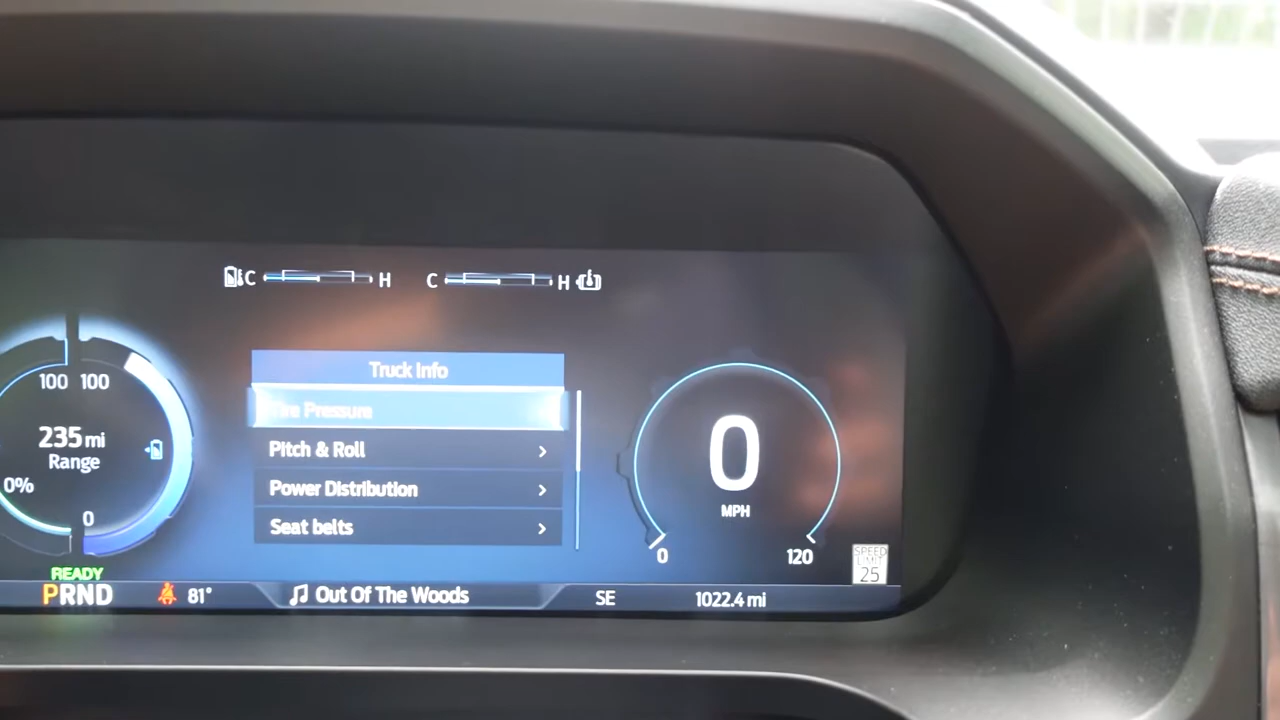 C H C H
Truck Info
Tire Pressure
Pitch & Roll
Power Distribution
Seat belts
100 100
235 mi
Range
0%
0
0
MPH
0 120
SPEED
LIMIT
25
READY
PRND 81° Out Of The Woods SE 1022.4 mi